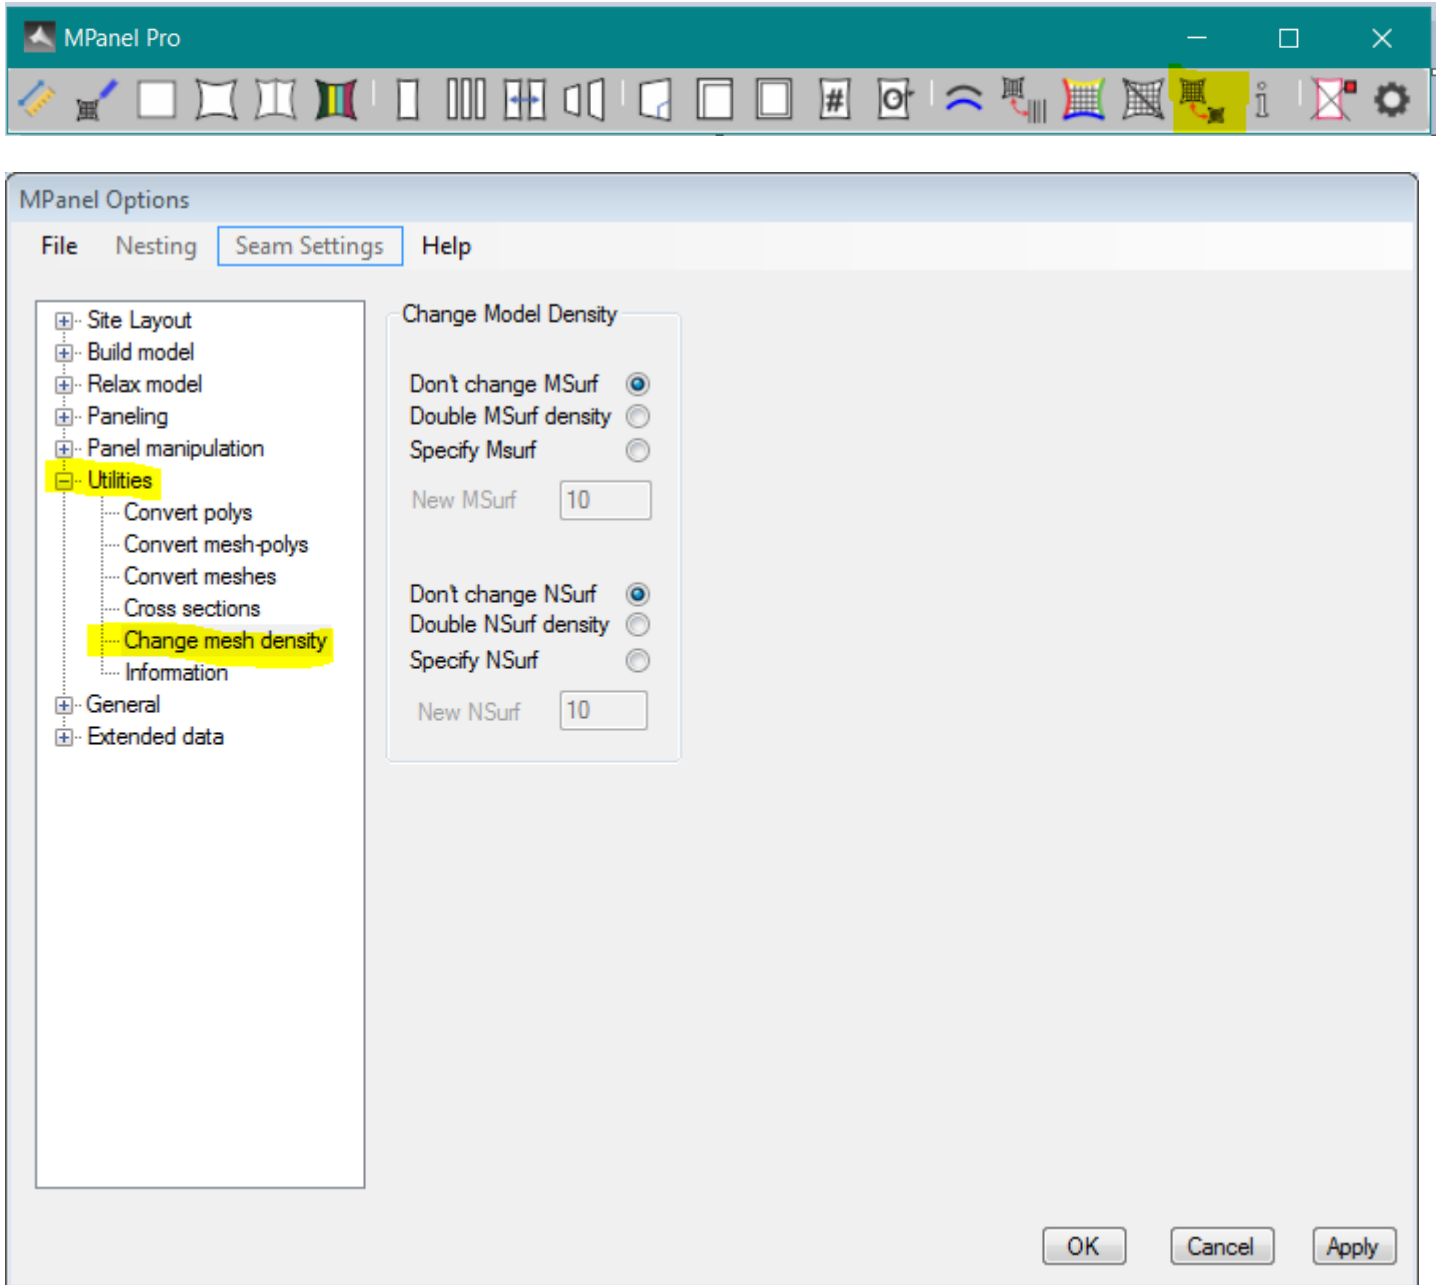 MPanel Pro
#
MPanel Options
File Nesting Seam Settings Help
Site Layout
Build model
Relax model
Paneling
Panel manipulation
Utilities
Convert polys
Convert mesh-polys
Convert meshes
Cross sections
Change mesh density
Information
General
Extended data
Change Model Density
Don't change MSurf
Double MSurf density
Specify Msurf
New MSurf 10
Don't change NSurf
Double NSurf density
Specify NSurf
New NSurf 10
OK Cancel Apply